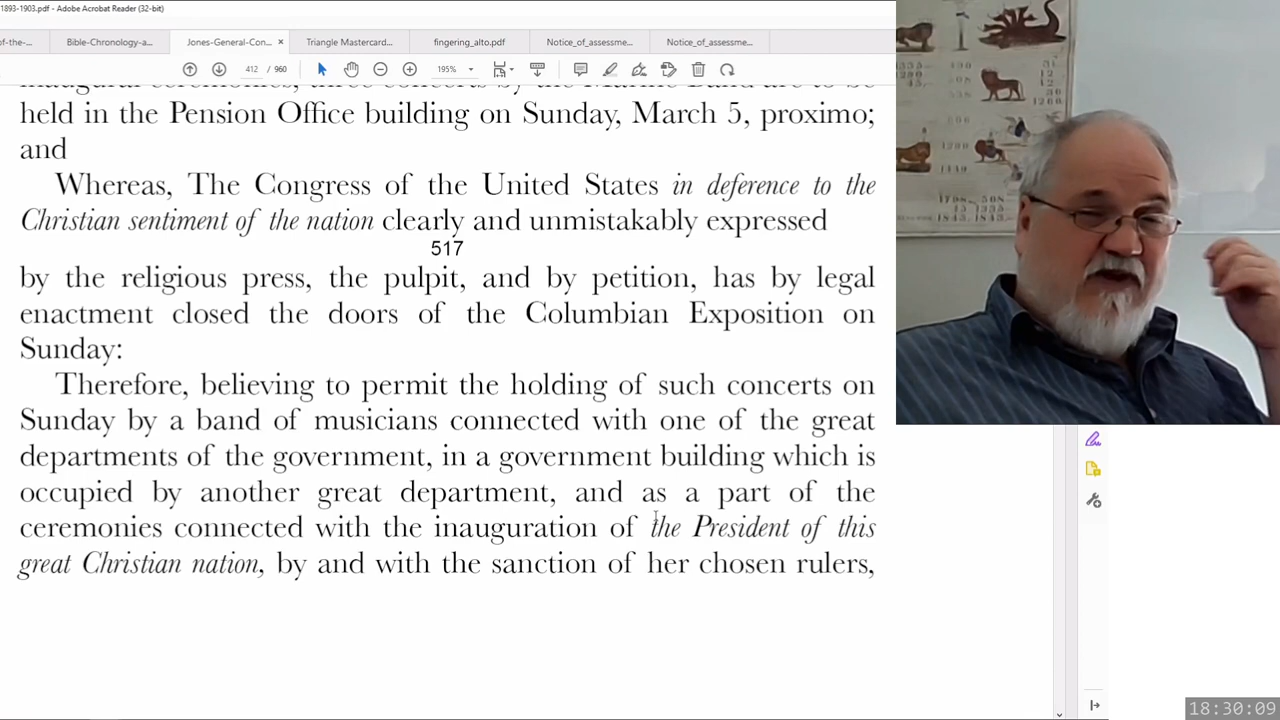 1893-1903.pdf - Adobe Acrobat Reader (32-bit)
of-the-... Bible-Chronology-a... Jones-General-Con... × Triangle Mastercard... fingering_alto.pdf Notice_of_assessme... Notice_of_assessme...
412 / 960 195%
held in the Pension Office building on Sunday, March 5, proximo;
and
Whereas, The Congress of the United States in deference to the
Christian sentiment of the nation clearly and unmistakably expressed
517
by the religious press, the pulpit, and by petition, has by legal
enactment closed the doors of the Columbian Exposition on
Sunday:
Therefore, believing to permit the holding of such concerts on
Sunday by a band of musicians connected with one of the great
departments of the government, in a government building which is
occupied by another great department, and as a part of the
ceremonies connected with the inauguration of the President of this
great Christian nation, by and with the sanction of her chosen rulers,
1798
508
1843
18:30:09